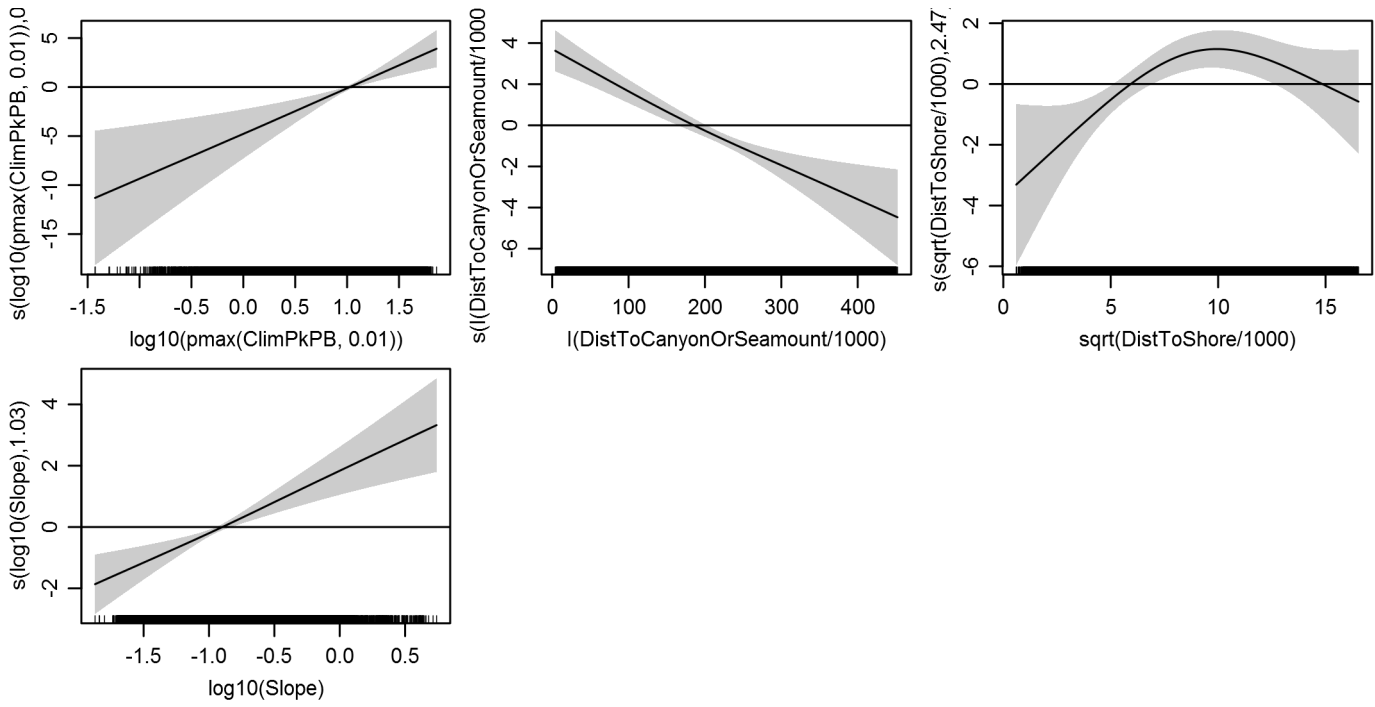 s(log10(pmax(ClimPkPB, 0.01)),0
5
0
-5
-10
-15
-1.5 -0.5 0.0 0.5 1.0 1.5
log10(pmax(ClimPkPB, 0.01))
s(I(DistToCanyonOrSeamount/1000
4
2
0
-2
-4
-6
0 100 200 300 400
I(DistToCanyonOrSeamount/1000)
s(sqrt(DistToShore/1000),2.47
2
0
-2
-4
-6
0 5 10 15
sqrt(DistToShore/1000)
s(log10(Slope),1.03)
4
2
0
-2
-1.5 -1.0 -0.5 0.0 0.5
log10(Slope)